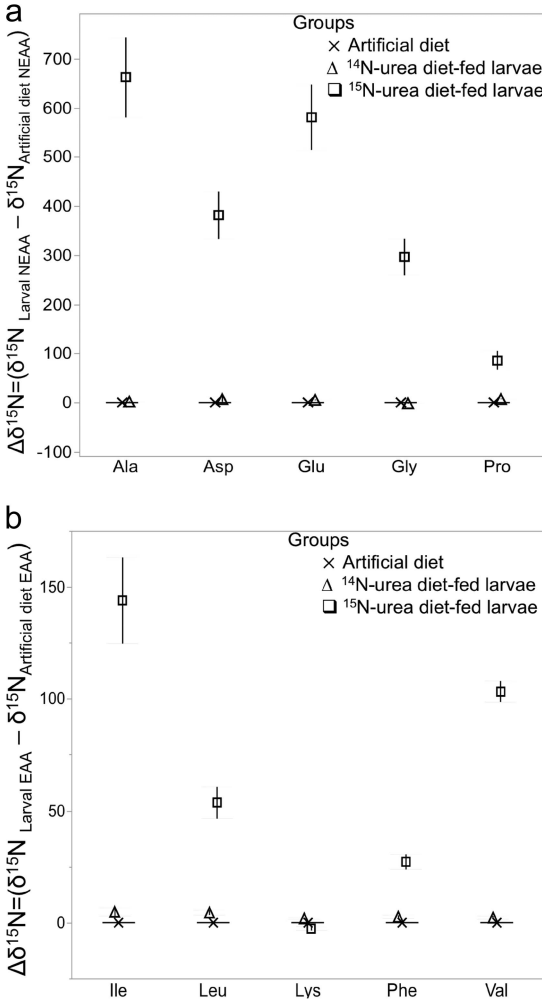 a
Groups
Artificial diet
¹⁴N-urea diet-fed larvae
¹⁵N-urea diet-fed larvae
Δδ¹⁵N=(δ¹⁵N Larval NEAA − δ¹⁵N Artificial diet NEAA)
700
600
500
400
300
200
100
0
-100
Ala Asp Glu Gly Pro
b
Groups
Artificial diet
¹⁴N-urea diet-fed larvae
¹⁵N-urea diet-fed larvae
Δδ¹⁵N=(δ¹⁵N Larval EAA − δ¹⁵N Artificial diet EAA)
150
100
50
0
Ile Leu Lys Phe Val